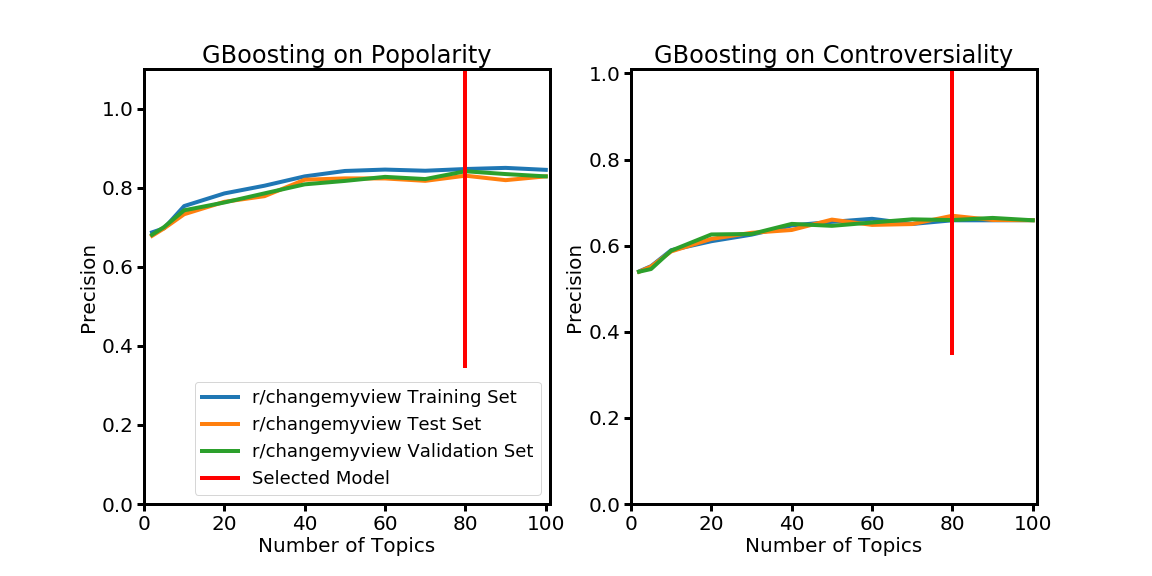 GBoosting on Popolarity
Precision
1.0
0.8
0.6
0.4
0.2
0.0
r/changemyview Training Set
r/changemyview Test Set
r/changemyview Validation Set
Selected Model
0 20 40 60 80 100
Number of Topics
GBoosting on Controversiality
Precision
1.0
0.8
0.6
0.4
0.2
0.0
0 20 40 60 80 100
Number of Topics